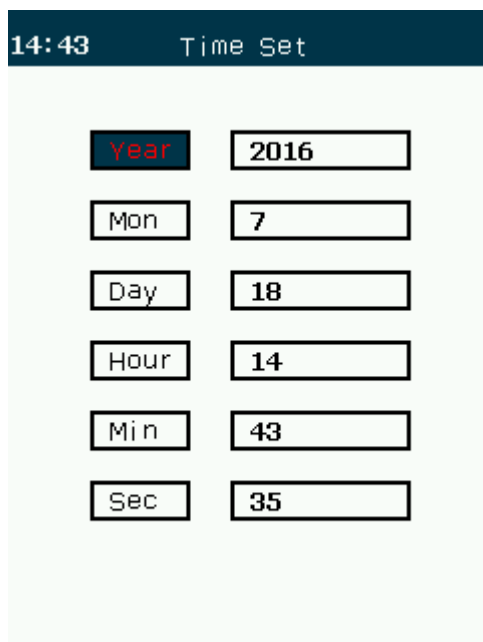 14:43 Time Set
Year 2016
Mon 7
Day 18
Hour 14
Min 43
Sec 35